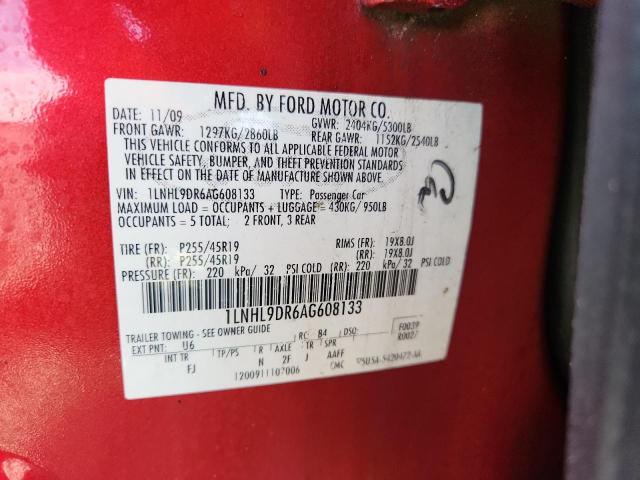 MFD. BY FORD MOTOR CO.
DATE: 11/09 GVWR: 2404KG/5300LB
FRONT GAWR: 1297KG/2860LB REAR GAWR: 1152KG/2540LB
THIS VEHICLE CONFORMS TO ALL APPLICABLE FEDERAL MOTOR
VEHICLE SAFETY, BUMPER, AND THEFT PREVENTION STANDARDS
IN EFFECT ON THE DATE OF MANUFACTURE SHOWN ABOVE.
VIN: 1LNHL9DR6AG608133 TYPE: Passenger Car
MAXIMUM LOAD = OCCUPANTS + LUGGAGE = 430KG/ 950LB
OCCUPANTS = 5 TOTAL; 2 FRONT, 3 REAR
TIRE (FR): P255/45R19 RIMS (FR): 19X8.0J
(RR): P255/45R19 (RR): 19X8.0J
PRESSURE (FR): 220 kPa/ 32 PSI COLD (RR): 220 kPa/ 32 PSI COLD
1LNHL9DR6AG608133
TRAILER TOWING - SEE OWNER GUIDE RC: 84 DSO: F0039
EXT PNT: U6 R0027
INT TR TP/PS R AXLE TR SPR
FJ N 2F J AAFF
1200911107006 CMC